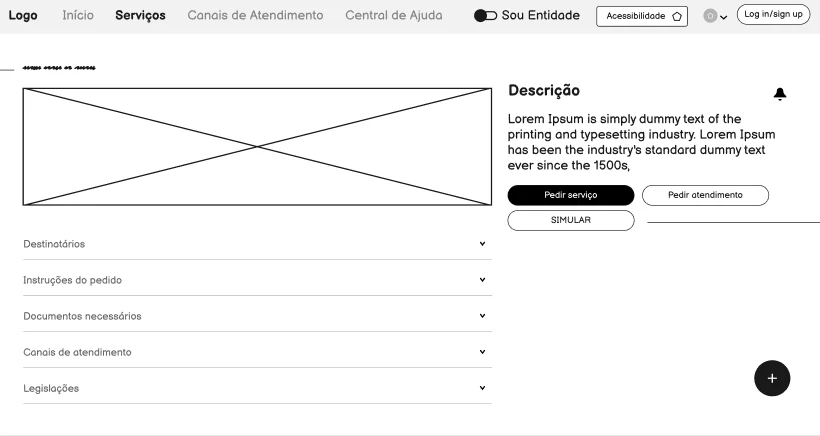 Logo Início Serviços Canais de Atendimento Central de Ajuda Sou Entidade Acessibilidade Log in/sign up
Descrição
Lorem Ipsum is simply dummy text of the
printing and typesetting industry. Lorem Ipsum
has been the industry's standard dummy text
ever since the 1500s,
Pedir serviço Pedir atendimento
SIMULAR
Destinatários
Instruções do pedido
Documentos necessários
Canais de atendimento
Legislações